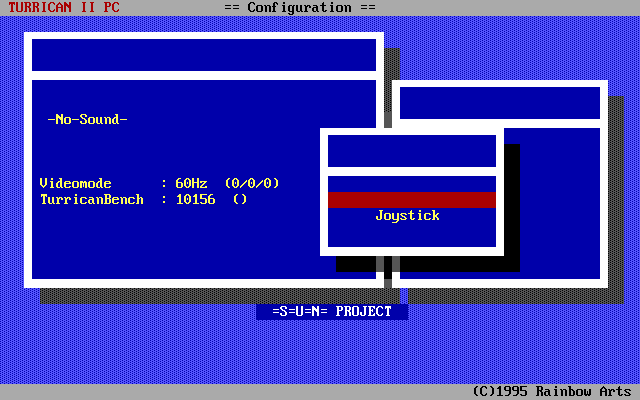 TURRICAN II PC == Configuration ==
-No-Sound-
Videomode : 60Hz (0/0/0)
TurricanBench : 10156 ()
Joystick
=S=U=N= PROJECT
(C)1995 Rainbow Arts